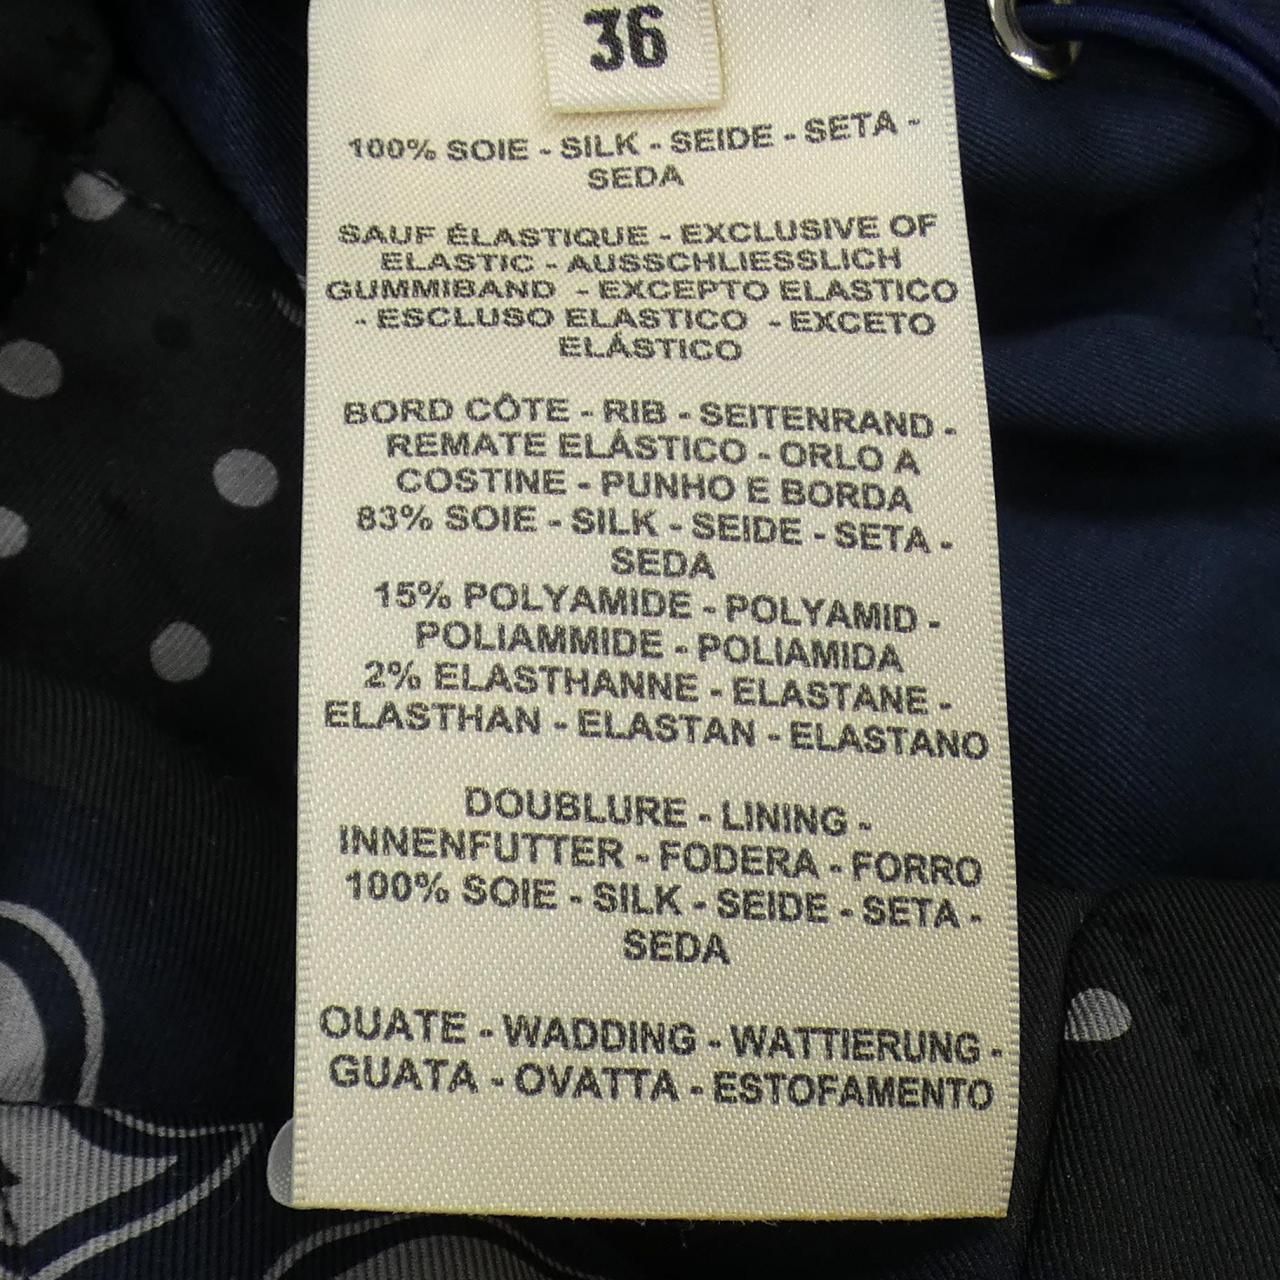 36
100% SOIE - SILK - SEIDE - SETA -
SEDA
SAUF ÉLASTIQUE - EXCLUSIVE OF
ELASTIC - AUSSCHLIESSLICH
GUMMIBAND - EXCEPTO ELASTICO
- ESCLUSO ELASTICO - EXCETO
ELÁSTICO
BORD CÔTE - RIB - SEITENRAND -
REMATE ELÁSTICO - ORLO A
COSTINE - PUNHO E BORDA
83% SOIE - SILK - SEIDE - SETA -
SEDA
15% POLYAMIDE - POLYAMID -
POLIAMMIDE - POLIAMIDA
2% ELASTHANNE - ELASTANE -
ELASTHAN - ELASTAN - ELASTANO
DOUBLURE - LINING -
INNENFUTTER - FODERA - FORRO
100% SOIE - SILK - SEIDE - SETA -
SEDA
OUATE - WADDING - WATTIERUNG -
GUATA - OVATTA - ESTOFAMENTO